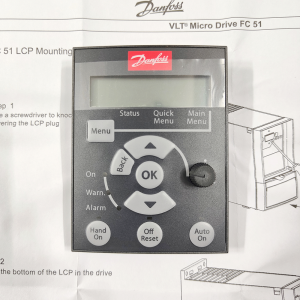 Danfoss
VLT® Micro Drive FC 51
C 51 LCP Mounting
ep 1
e a screwdriver to knoc
vering the LCP plug
Danfoss
Status
Quick Menu
Main Menu
Menu
Back
OK
On
Warn.
Alarm
Hand On
Off Reset
Auto On
2
the bottom of the LCP in the drive